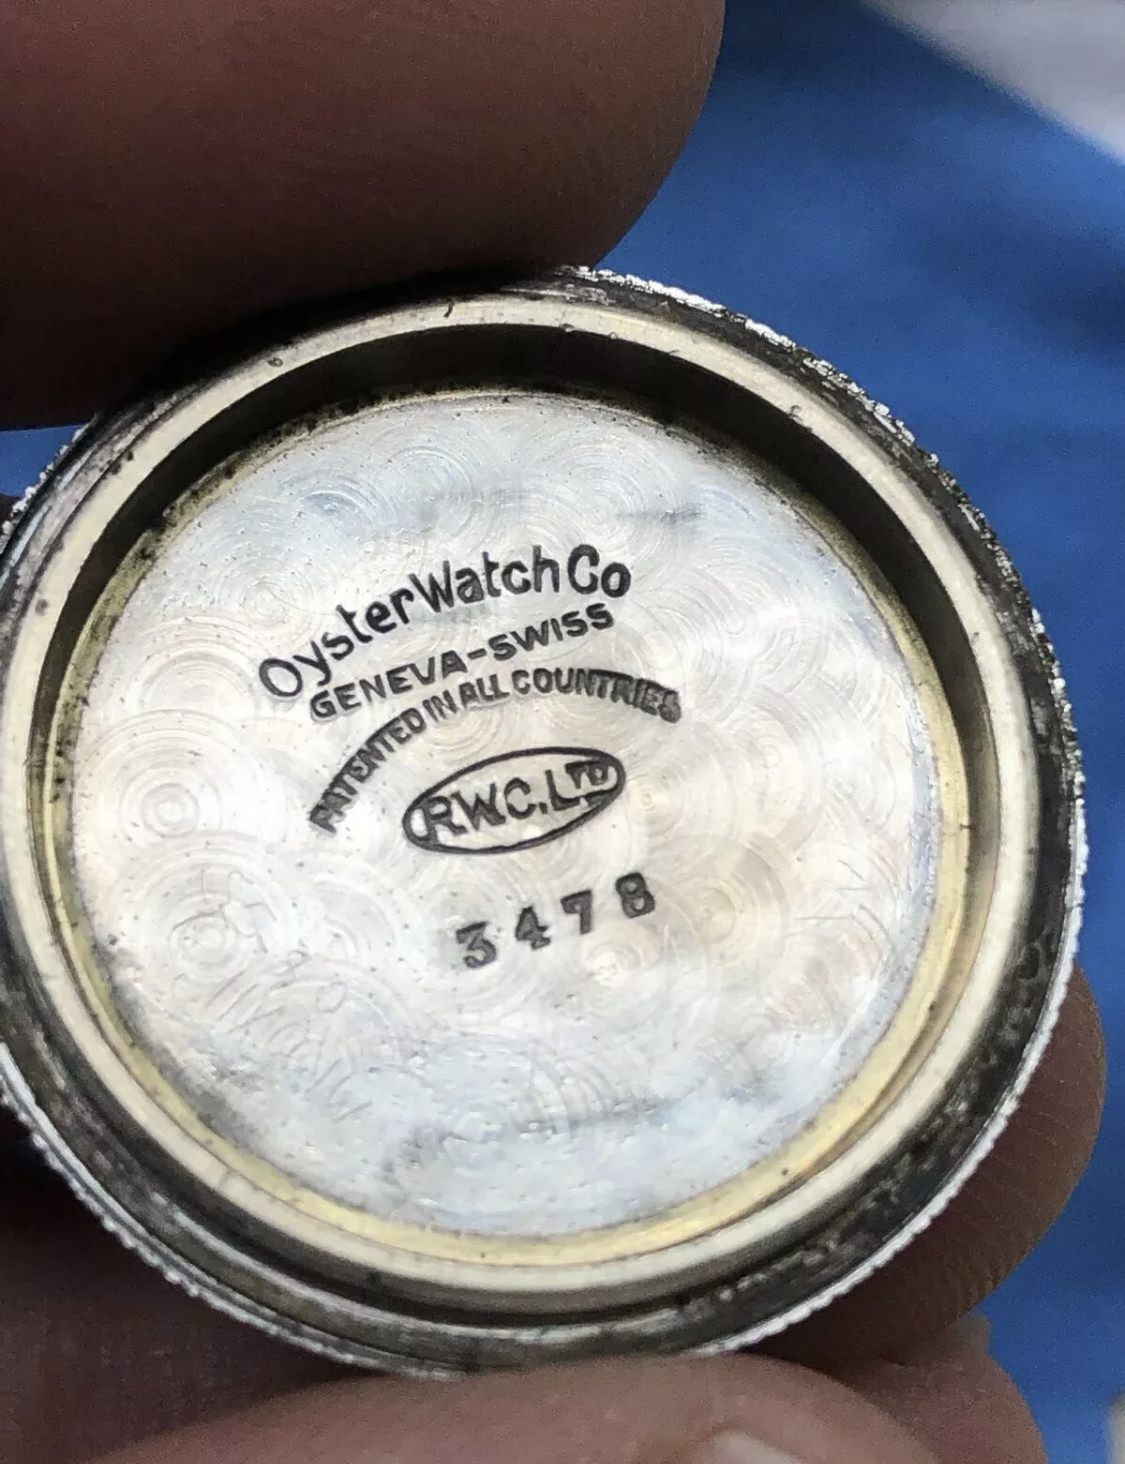 OysterWatchCo
GENEVA-SWISS
PATENTED IN ALL COUNTRIES
RWC.LTD
3478